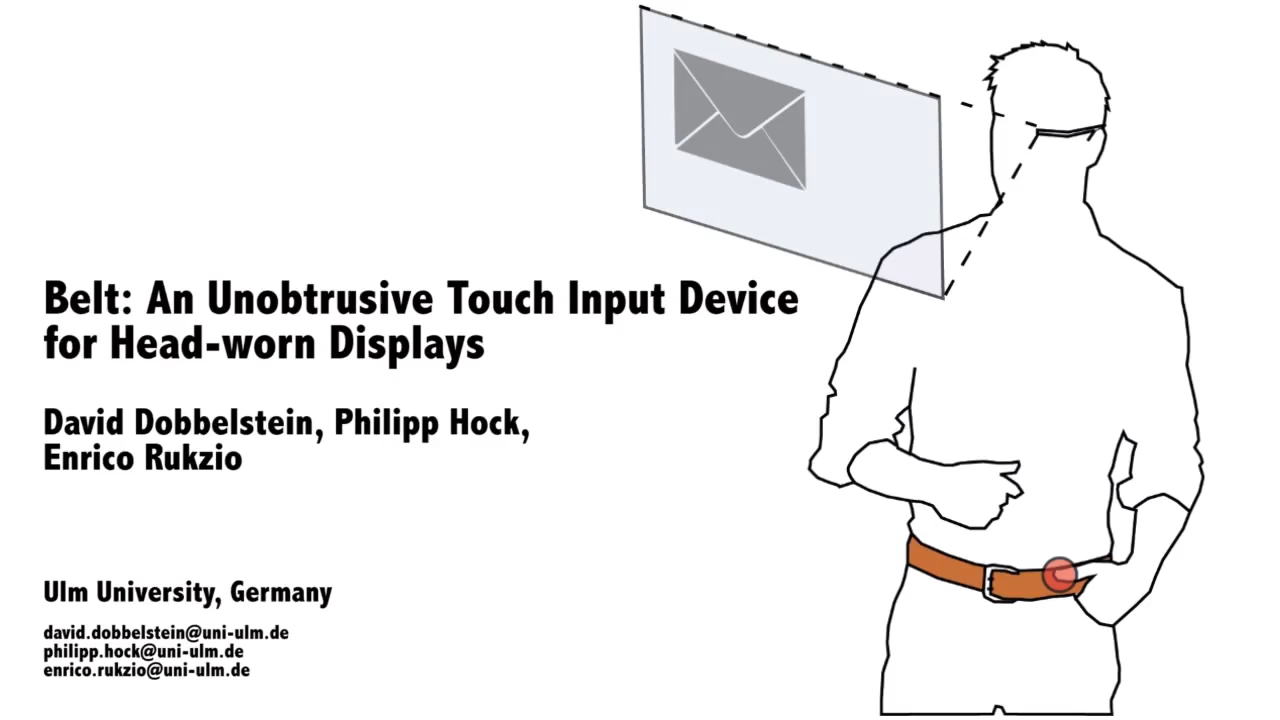 Belt: An Unobtrusive Touch Input Device
for Head-worn Displays
David Dobbelstein, Philipp Hock,
Enrico Rukzio
Ulm University, Germany
david.dobbelstein@uni-ulm.de
philipp.hock@uni-ulm.de
enrico.rukzio@uni-ulm.de